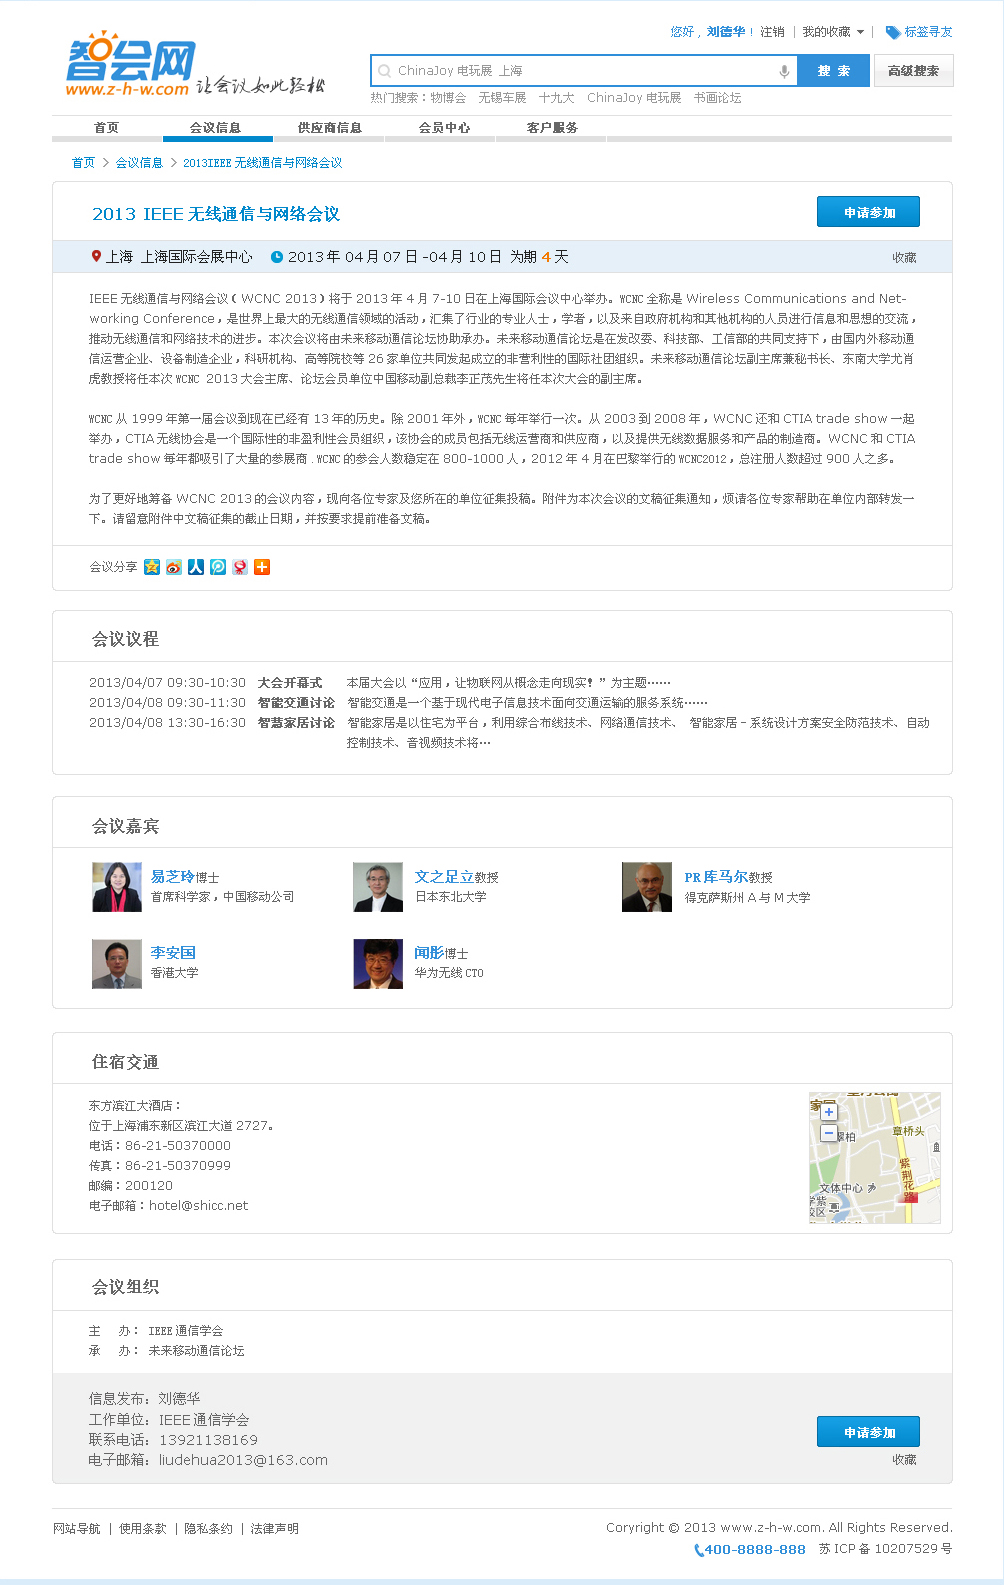 您好，刘德华！ 注销 | 我的收藏 | 标签寻友
智会网
www.z-h-w.com 让会议如此轻松
ChinaJoy 电玩展 上海 搜 索 高级搜索
热门搜索：物博会 无锡车展 十九大 ChinaJoy 电玩展 书画论坛
首页 会议信息 供应商信息 会员中心 客户服务
首页 > 会议信息 > 2013IEEE 无线通信与网络会议
2013 IEEE 无线通信与网络会议 申请参加
上海 上海国际会展中心 2013 年 04 月 07 日 -04 月 10 日 为期 4 天 收藏
IEEE 无线通信与网络会议（ WCNC 2013 ）将于 2013 年 4 月 7-10 日在上海国际会议中心举办。WCNC 全称是 Wireless Communications and Net-
working Conference，是世界上最大的无线通信领域的活动，汇集了行业的专业人士，学者，以及来自政府机构和其他机构的人员进行信息和思想的交流，
推动无线通信和网络技术的进步。本次会议将由未来移动通信论坛协助承办。未来移动通信论坛是在发改委、科技部、工信部的共同支持下，由国内外移动通
信运营企业、设备制造企业，科研机构、高等院校等 26 家单位共同发起成立的非营利性的国际社团组织。未来移动通信论坛副主席兼秘书长、东南大学尤肖
虎教授将任本次 WCNC 2013 大会主席、论坛会员单位中国移动副总裁李正茂先生将任本次大会的副主席。
WCNC 从 1999 年第一届会议到现在已经有 13 年的历史。除 2001 年外，WCNC 每年举行一次。从 2003 到 2008 年，WCNC 还和 CTIA trade show 一起
举办，CTIA 无线协会是一个国际性的非盈利性会员组织，该协会的成员包括无线运营商和供应商，以及提供无线数据服务和产品的制造商。WCNC 和 CTIA
trade show 每年都吸引了大量的参展商 . WCNC 的参会人数稳定在 800-1000 人，2012 年 4 月在巴黎举行的 WCNC2012，总注册人数超过 900 人之多。
为了更好地筹备 WCNC 2013 的会议内容，现向各位专家及您所在的单位征集投稿。附件为本次会议的文稿征集通知，烦请各位专家帮助在单位内部转发一
下。请留意附件中文稿征集的截止日期，并按要求提前准备文稿。
会议分享
会议议程
2013/04/07 09:30-10:30 大会开幕式 本届大会以“应用，让物联网从概念走向现实！”为主题……
2013/04/08 09:30-11:30 智能交通讨论 智能交通是一个基于现代电子信息技术面向交通运输的服务系统……
2013/04/08 13:30-16:30 智慧家居讨论 智能家居是以住宅为平台，利用综合布线技术、网络通信技术、 智能家居－系统设计方案安全防范技术、自动
控制技术、音视频技术将…
会议嘉宾
易芝玲博士 文之足立教授 PR 库马尔教授
首席科学家，中国移动公司 日本东北大学 得克萨斯州 A 与 M 大学
李安国 闻彤博士
香港大学 华为无线 CTO
住宿交通
东方滨江大酒店：
位于上海浦东新区滨江大道 2727。
电话：86-21-50370000
传真：86-21-50370999
邮编：200120
电子邮箱：hotel@shicc.net
章桥头
翠柏
紫荆花路
文体中心
学紫
校区
会议组织
主 办： IEEE 通信学会
承 办： 未来移动通信论坛
信息发布：刘德华
工作单位：IEEE 通信学会 申请参加
联系电话：13921138169
电子邮箱：liudehua2013@163.com 收藏
网站导航 | 使用条款 | 隐私条约 | 法律声明 Coryright © 2013 www.z-h-w.com. All Rights Reserved.
400-8888-888 苏 ICP 备 10207529 号